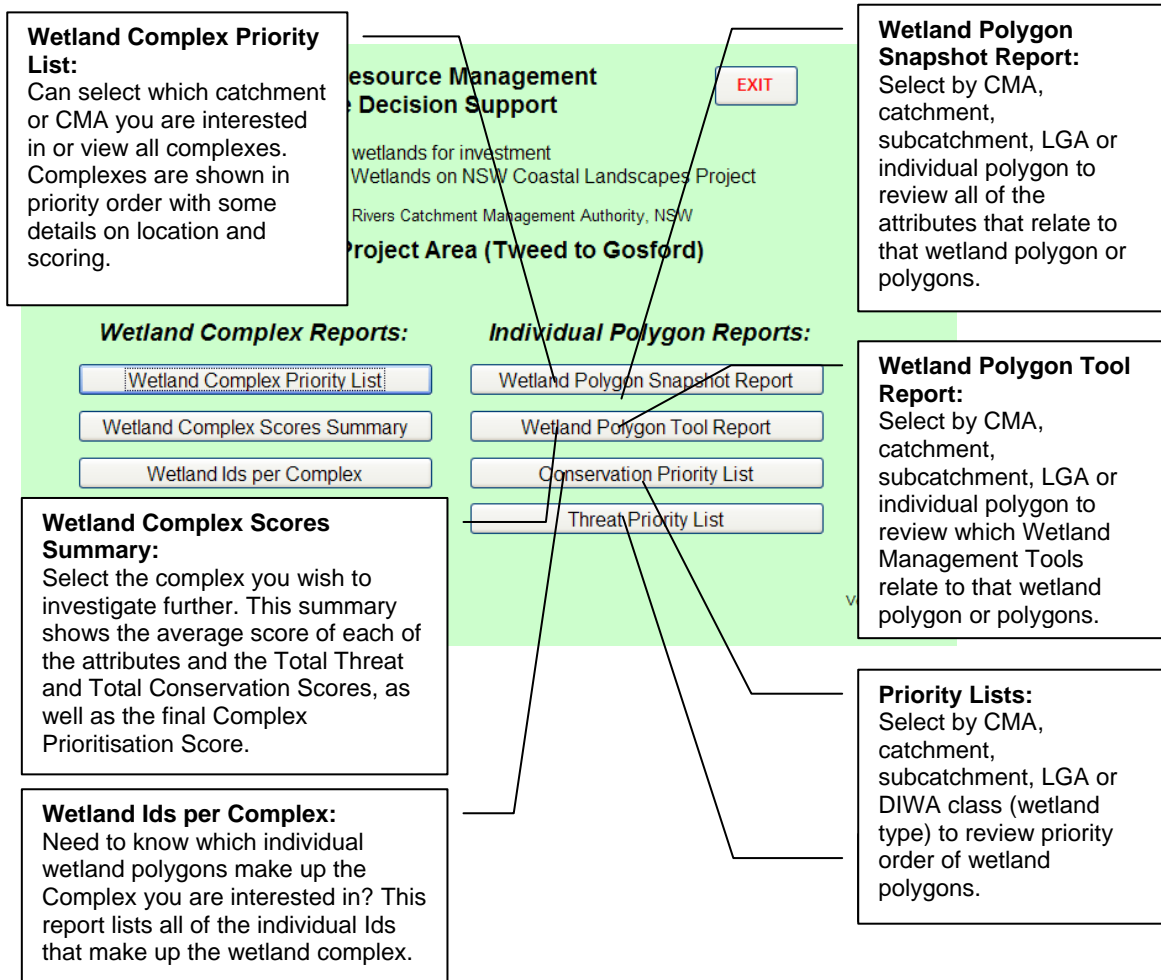 Wetland Complex Priority
List:
Can select which catchment
or CMA you are interested
in or view all complexes.
Complexes are shown in
priority order with some
details on location and
scoring.
esource Management
Decision Support
EXIT
wetlands for investment
Wetlands on NSW Coastal Landscapes Project
Rivers Catchment Management Authority, NSW
Project Area (Tweed to Gosford)
Wetland Polygon
Snapshot Report:
Select by CMA,
catchment,
subcatchment, LGA or
individual polygon to
review all of the
attributes that relate to
that wetland polygon or
polygons.
Wetland Complex Reports:
Wetland Complex Priority List
Wetland Complex Scores Summary
Wetland Ids per Complex
Individual Polygon Reports:
Wetland Polygon Snapshot Report
Wetland Polygon Tool Report
Conservation Priority List
Threat Priority List
Wetland Polygon Tool
Report:
Select by CMA,
catchment,
subcatchment, LGA or
individual polygon to
review which Wetland
Management Tools
relate to that wetland
polygon or polygons.
Wetland Complex Scores
Summary:
Select the complex you wish to
investigate further. This summary
shows the average score of each of
the attributes and the Total Threat
and Total Conservation Scores, as
well as the final Complex
Prioritisation Score.
Priority Lists:
Select by CMA,
catchment,
subcatchment, LGA or
DIWA class (wetland
type) to review priority
order of wetland
polygons.
Wetland Ids per Complex:
Need to know which individual
wetland polygons make up the
Complex you are interested in? This
report lists all of the individual Ids
that make up the wetland complex.